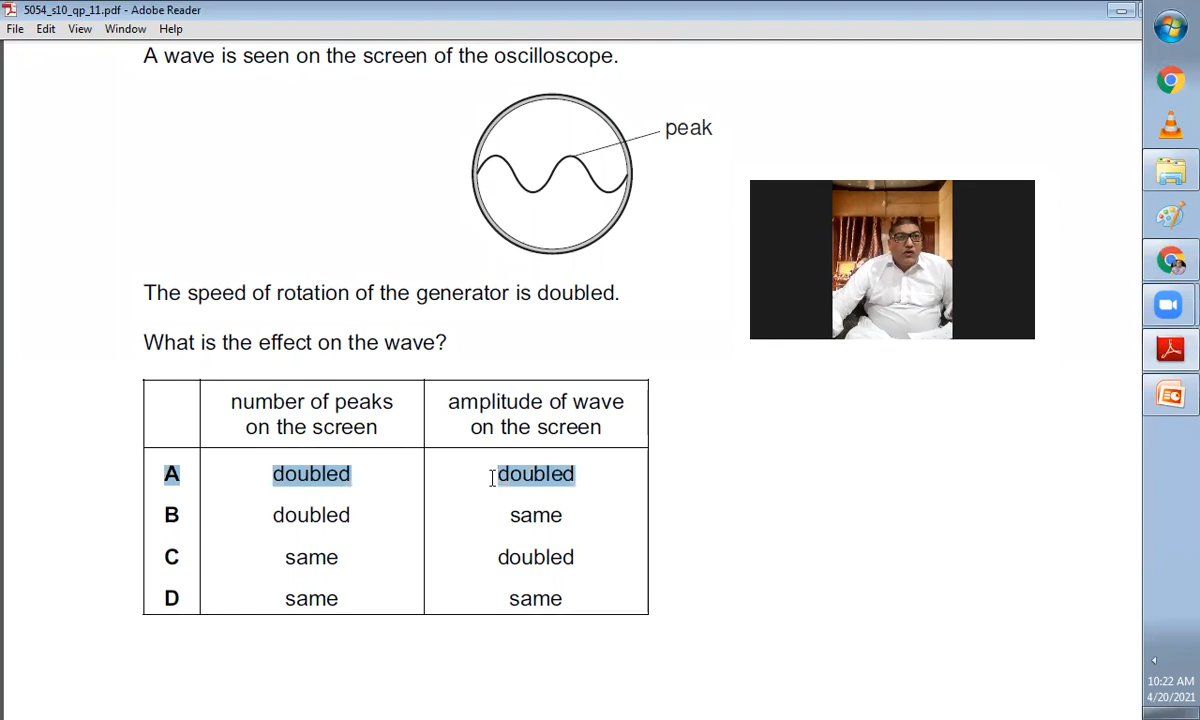 5054_s10_qp_11.pdf - Adobe Reader
File Edit View Window Help
A wave is seen on the screen of the oscilloscope.
peak
The speed of rotation of the generator is doubled.
What is the effect on the wave?
number of peaks on the screen
amplitude of wave on the screen
A doubled doubled
B doubled same
C same doubled
D same same
10:22 AM
4/20/2021